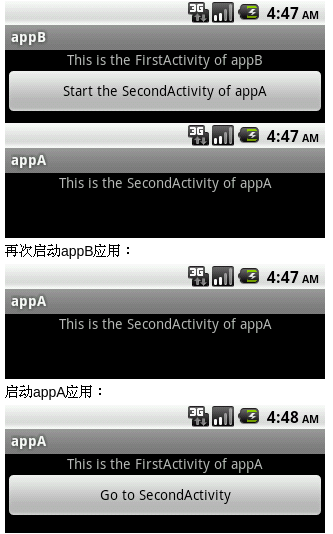 3G 4:47 AM
appB
This is the FirstActivity of appB
Start the SecondActivity of appA
3G 4:47 AM
appA
This is the SecondActivity of appA
再次启动appB应用：
3G 4:47 AM
appA
This is the SecondActivity of appA
启动appA应用：
3G 4:48 AM
appA
This is the FirstActivity of appA
Go to SecondActivity